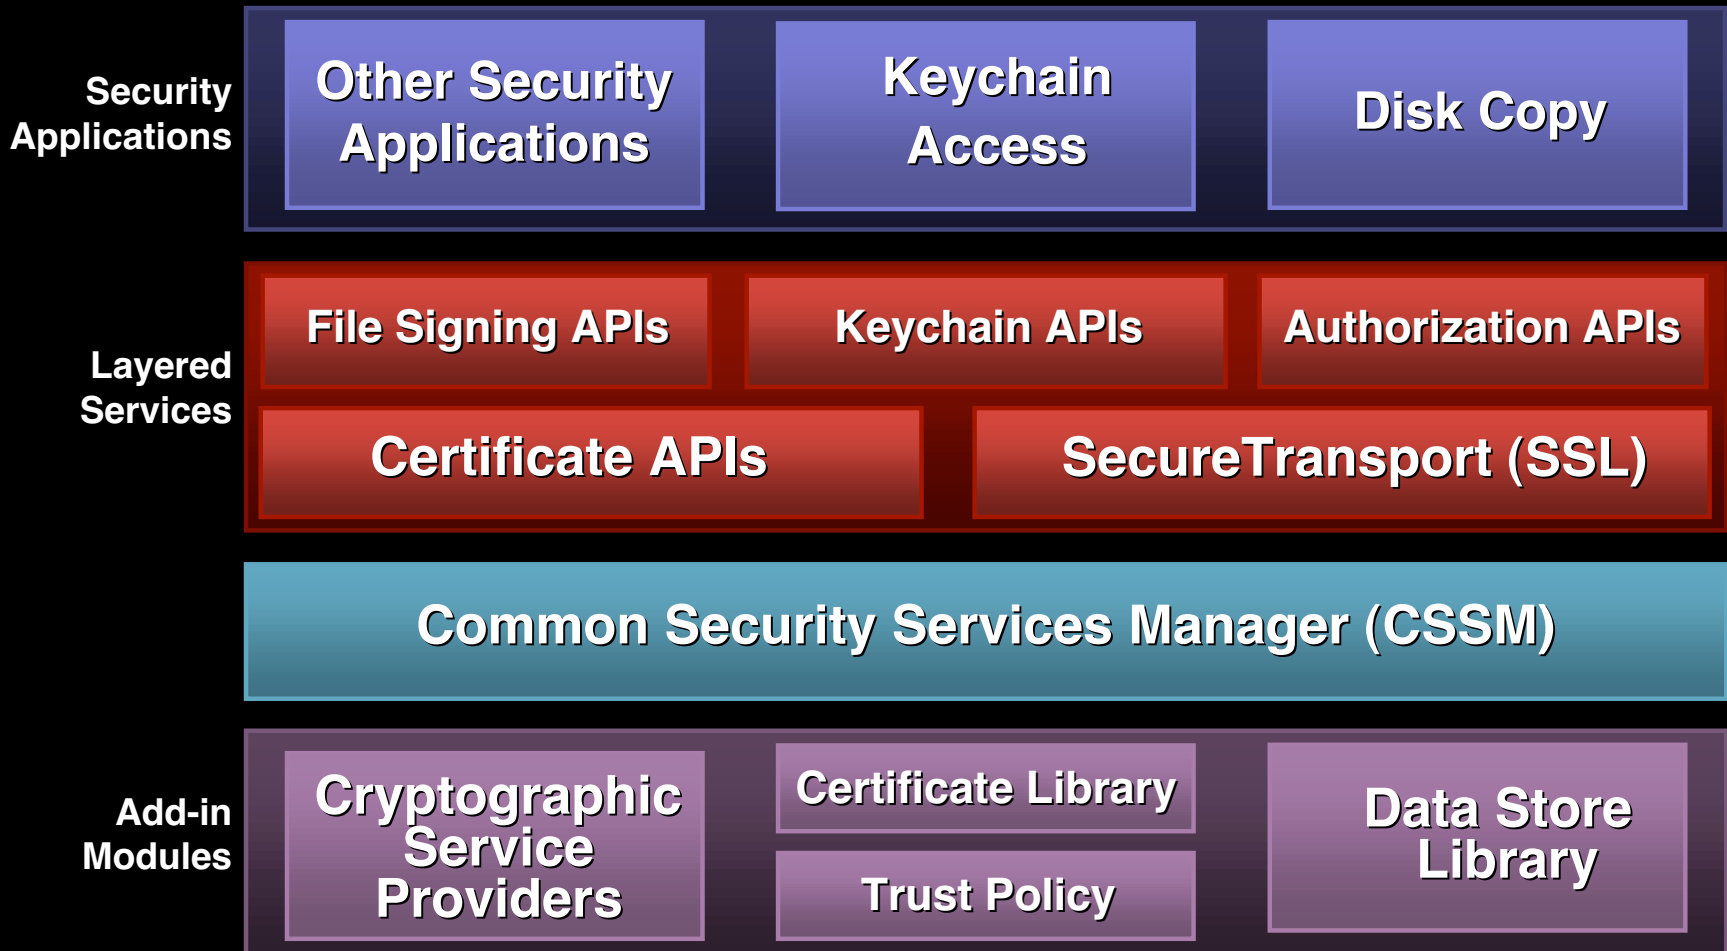 Security
Applications
Other Security
Applications
Keychain
Access
Disk Copy
Layered
Services
File Signing APIs
Keychain APIs
Authorization APIs
Certificate APIs
SecureTransport (SSL)
Common Security Services Manager (CSSM)
Add-in
Modules
Cryptographic
Service
Providers
Certificate Library
Trust Policy
Data Store
Library